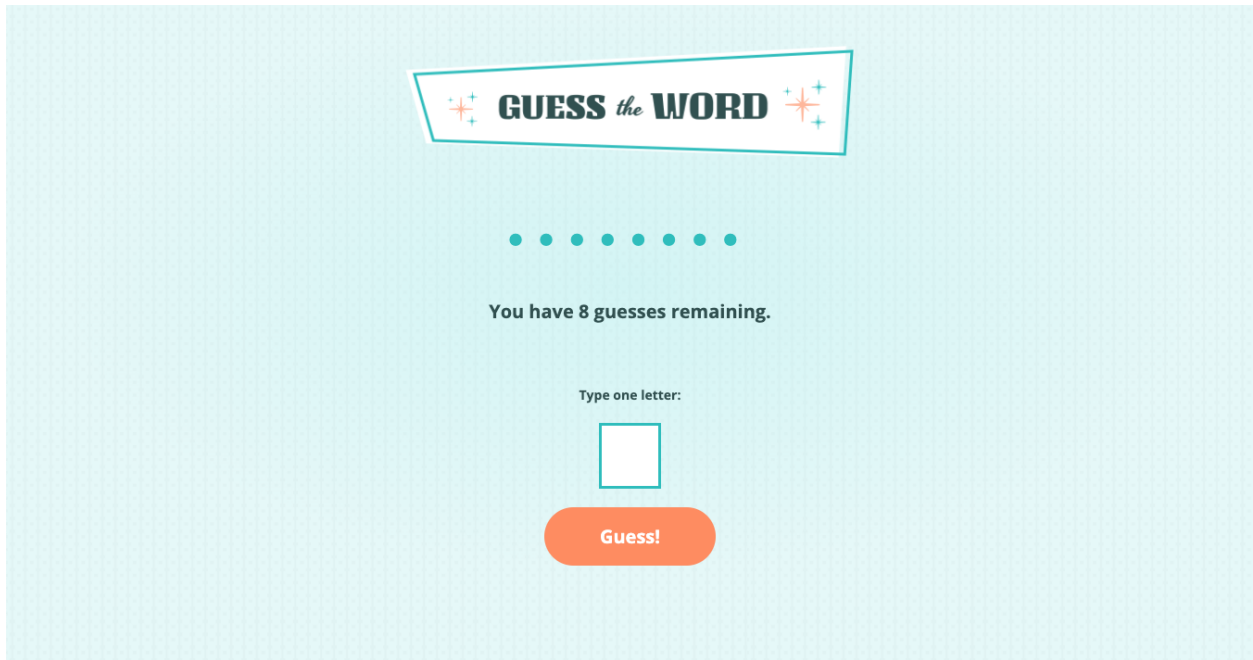 GUESS the WORD
● ● ● ● ● ● ● ●
You have 8 guesses remaining.
Type one letter:
Guess!